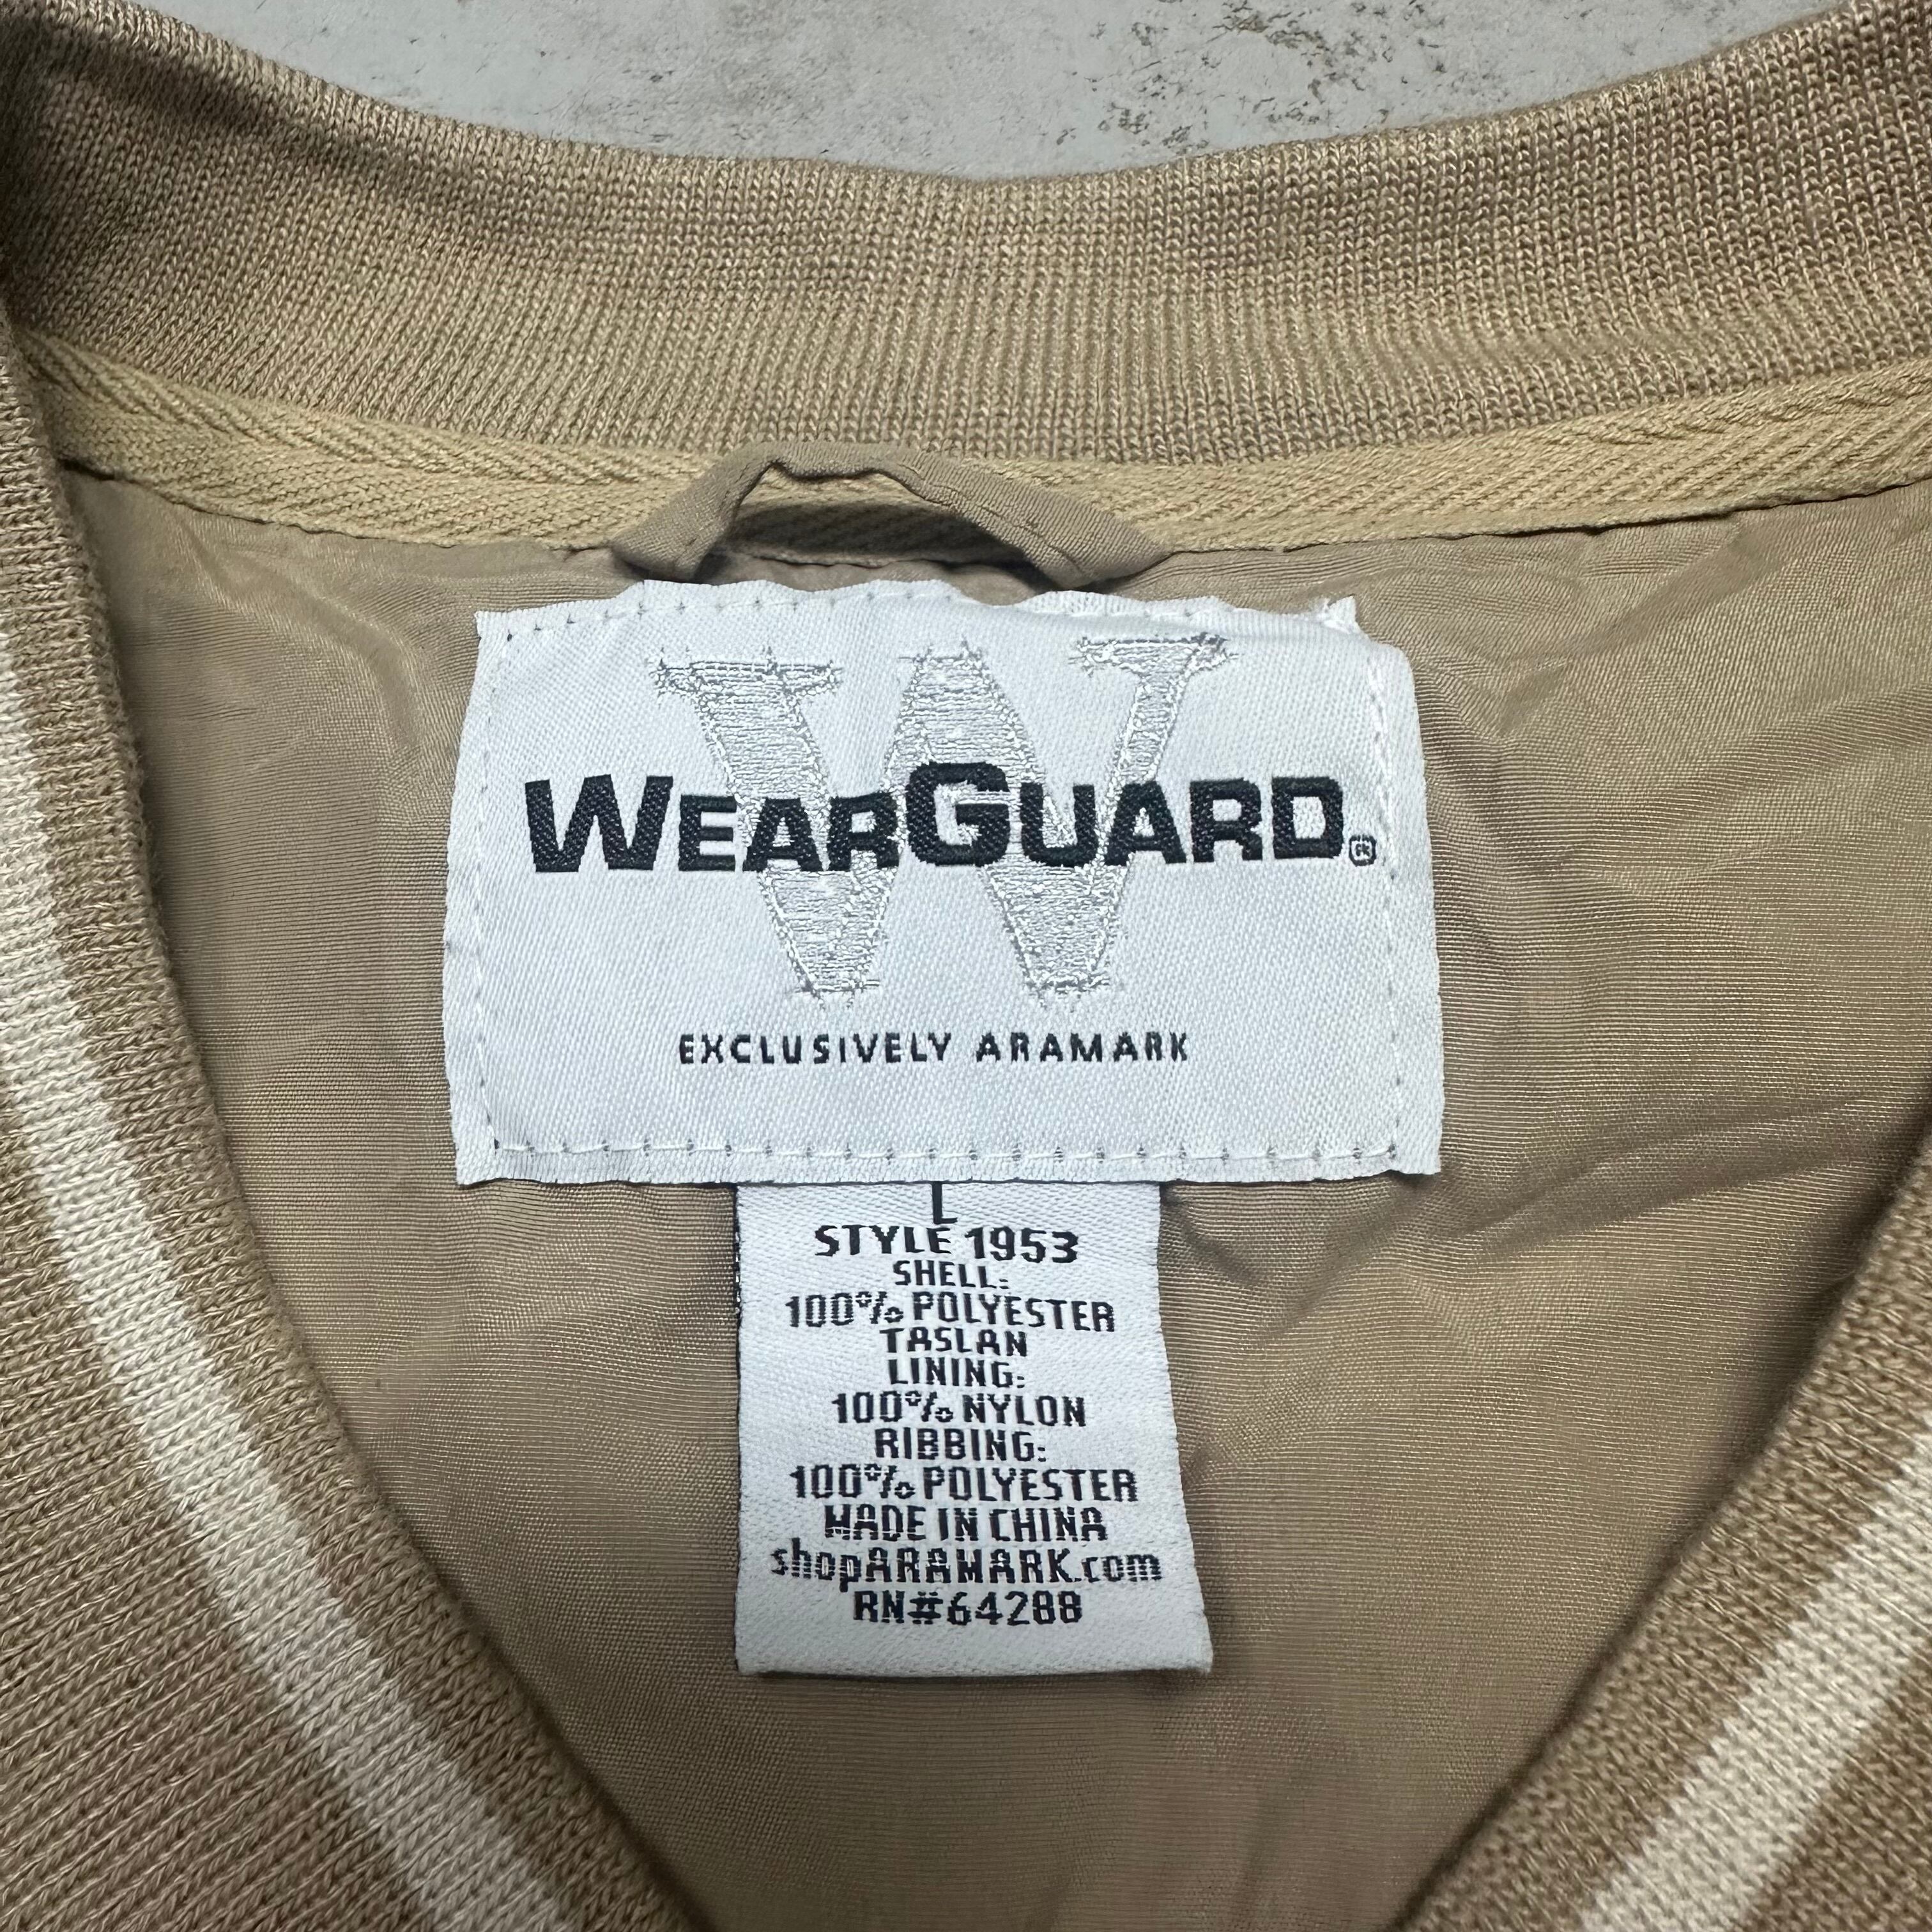 W
WEARGUARD®
EXCLUSIVELY ARAMARK
L
STYLE 1953
SHELL:
100% POLYESTER
TASLAN
LINING:
100% NYLON
RIBBING:
100% POLYESTER
MADE IN CHINA
shopARAMARK.com
RN#64288